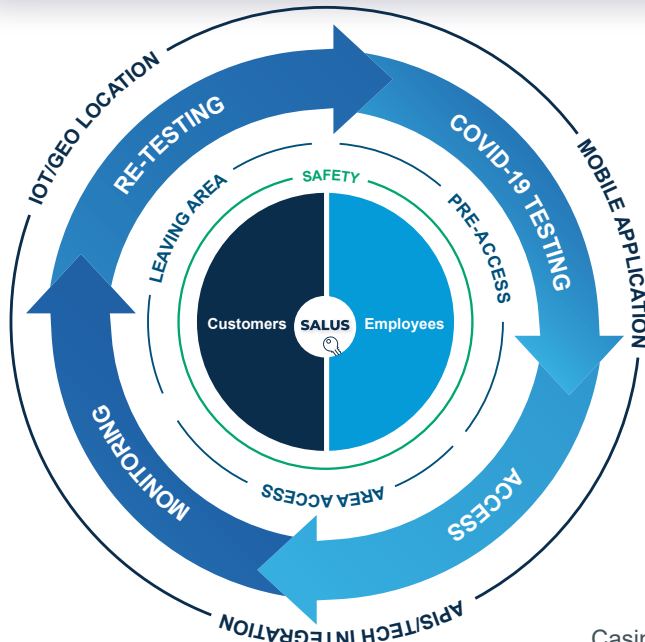 IOT/GEO LOCATION
MOBILE APPLICATION
APIS/TECH INTEGRATION
RE-TESTING
COVID-19 TESTING
ACCESS
MONITORING
LEAVING AREA
PRE-ACCESS
AREA ACCESS
SAFETY
Customers
SALUS
Employees